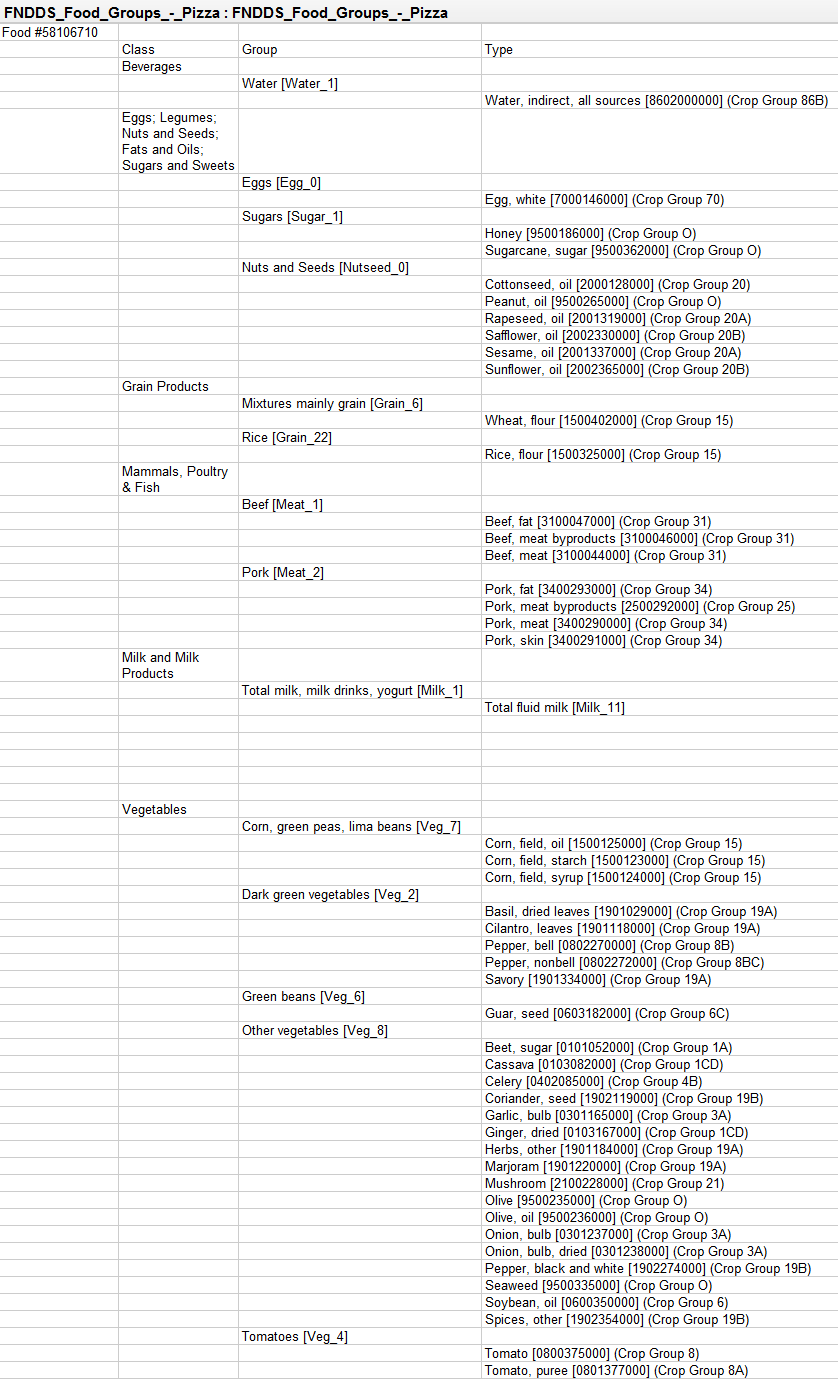 FNDDS_Food_Groups_-_Pizza : FNDDS_Food_Groups_-_Pizza
Food #58106710
Class Group Type
Beverages
Water [Water_1]
Water, indirect, all sources [8602000000] (Crop Group 86B)
Eggs; Legumes;
Nuts and Seeds;
Fats and Oils;
Sugars and Sweets
Eggs [Egg_0]
Egg, white [7000146000] (Crop Group 70)
Sugars [Sugar_1]
Honey [9500186000] (Crop Group O)
Sugarcane, sugar [9500362000] (Crop Group O)
Nuts and Seeds [Nutseed_0]
Cottonseed, oil [2000128000] (Crop Group 20)
Peanut, oil [9500265000] (Crop Group O)
Rapeseed, oil [2001319000] (Crop Group 20A)
Safflower, oil [2002330000] (Crop Group 20B)
Sesame, oil [2001337000] (Crop Group 20A)
Sunflower, oil [2002365000] (Crop Group 20B)
Grain Products
Mixtures mainly grain [Grain_6]
Wheat, flour [1500402000] (Crop Group 15)
Rice [Grain_22]
Rice, flour [1500325000] (Crop Group 15)
Mammals, Poultry
& Fish
Beef [Meat_1]
Beef, fat [3100047000] (Crop Group 31)
Beef, meat byproducts [3100046000] (Crop Group 31)
Beef, meat [3100044000] (Crop Group 31)
Pork [Meat_2]
Pork, fat [3400293000] (Crop Group 34)
Pork, meat byproducts [2500292000] (Crop Group 25)
Pork, meat [3400290000] (Crop Group 34)
Pork, skin [3400291000] (Crop Group 34)
Milk and Milk
Products
Total milk, milk drinks, yogurt [Milk_1]
Total fluid milk [Milk_11]
Vegetables
Corn, green peas, lima beans [Veg_7]
Corn, field, oil [1500125000] (Crop Group 15)
Corn, field, starch [1500123000] (Crop Group 15)
Corn, field, syrup [1500124000] (Crop Group 15)
Dark green vegetables [Veg_2]
Basil, dried leaves [1901029000] (Crop Group 19A)
Cilantro, leaves [1901118000] (Crop Group 19A)
Pepper, bell [0802270000] (Crop Group 8B)
Pepper, nonbell [0802272000] (Crop Group 8BC)
Savory [1901334000] (Crop Group 19A)
Green beans [Veg_6]
Guar, seed [0603182000] (Crop Group 6C)
Other vegetables [Veg_8]
Beet, sugar [0101052000] (Crop Group 1A)
Cassava [0103082000] (Crop Group 1CD)
Celery [0402085000] (Crop Group 4B)
Coriander, seed [1902119000] (Crop Group 19B)
Garlic, bulb [0301165000] (Crop Group 3A)
Ginger, dried [0103167000] (Crop Group 1CD)
Herbs, other [1901184000] (Crop Group 19A)
Marjoram [1901220000] (Crop Group 19A)
Mushroom [2100228000] (Crop Group 21)
Olive [9500235000] (Crop Group O)
Olive, oil [9500236000] (Crop Group O)
Onion, bulb [0301237000] (Crop Group 3A)
Onion, bulb, dried [0301238000] (Crop Group 3A)
Pepper, black and white [1902274000] (Crop Group 19B)
Seaweed [9500335000] (Crop Group O)
Soybean, oil [0600350000] (Crop Group 6)
Spices, other [1902354000] (Crop Group 19B)
Tomatoes [Veg_4]
Tomato [0800375000] (Crop Group 8)
Tomato, puree [0801377000] (Crop Group 8A)